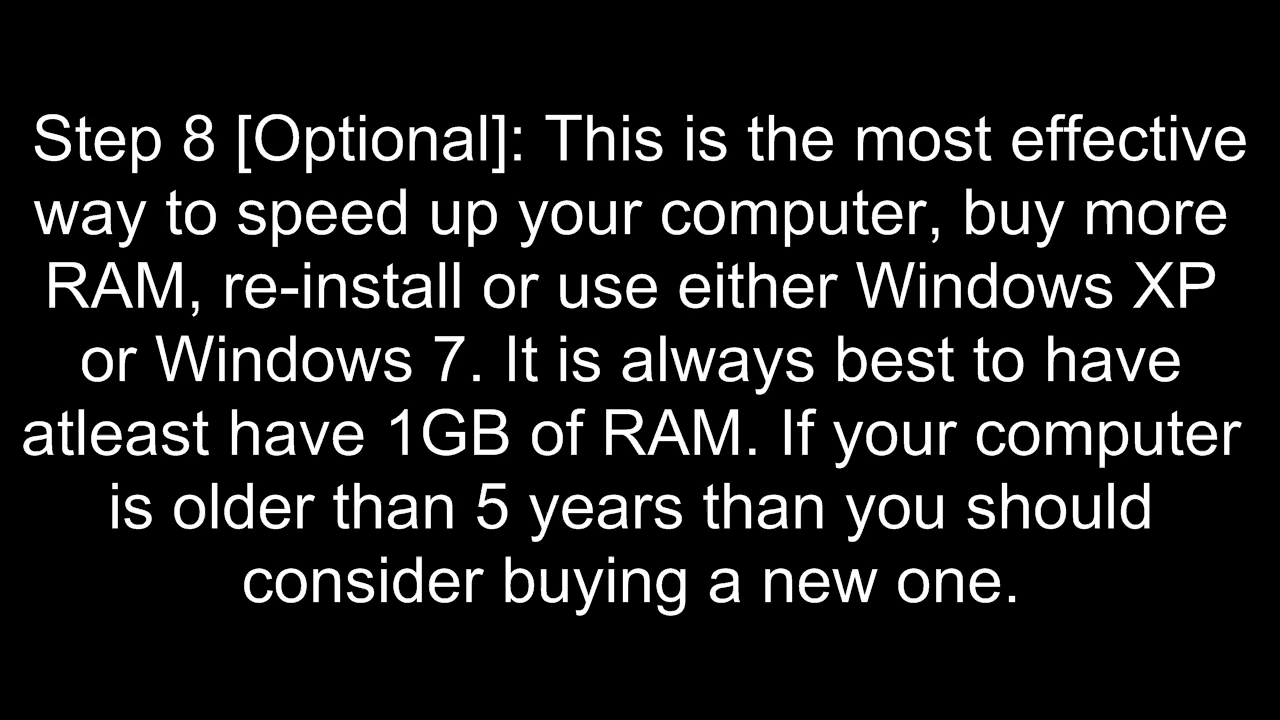 Step 8 [Optional]: This is the most effective
way to speed up your computer, buy more
RAM, re-install or use either Windows XP
or Windows 7. It is always best to have
atleast have 1GB of RAM. If your computer
is older than 5 years than you should
consider buying a new one.